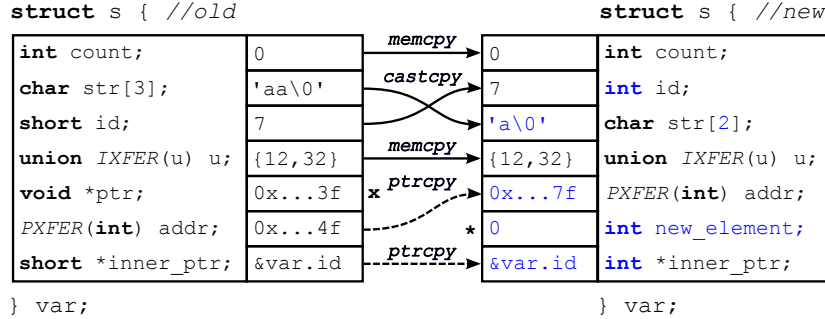 struct s { //old struct s { //new
memcpy
int count; 0 0 int count;
castcpy
char str[3]; 'aa\0' 7 int id;
short id; 7 'a\0' char str[2];
memcpy
union IXFER(u) u; {12,32} {12,32} union IXFER(u) u;
ptrcpy
void *ptr; 0x...3f x 0x...7f PXFER(int) addr;
PXFER(int) addr; 0x...4f * 0 int new_element;
ptrcpy
short *inner_ptr; &var.id &var.id int *inner_ptr;
} var; } var;